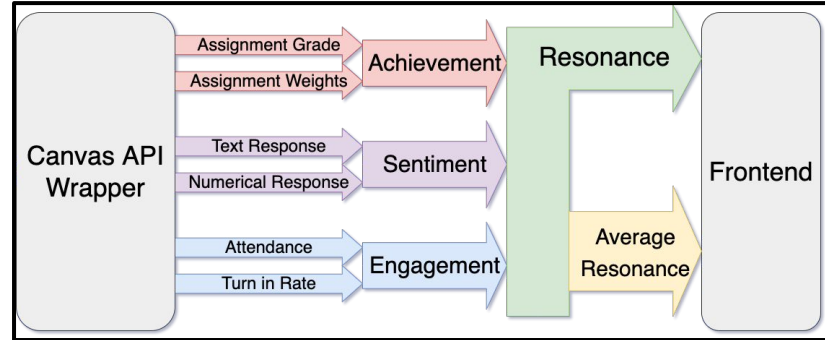 Canvas API
Wrapper
Assignment Grade
Assignment Weights
Achievement
Text Response
Numerical Response
Sentiment
Attendance
Turn in Rate
Engagement
Resonance
Average
Resonance
Frontend